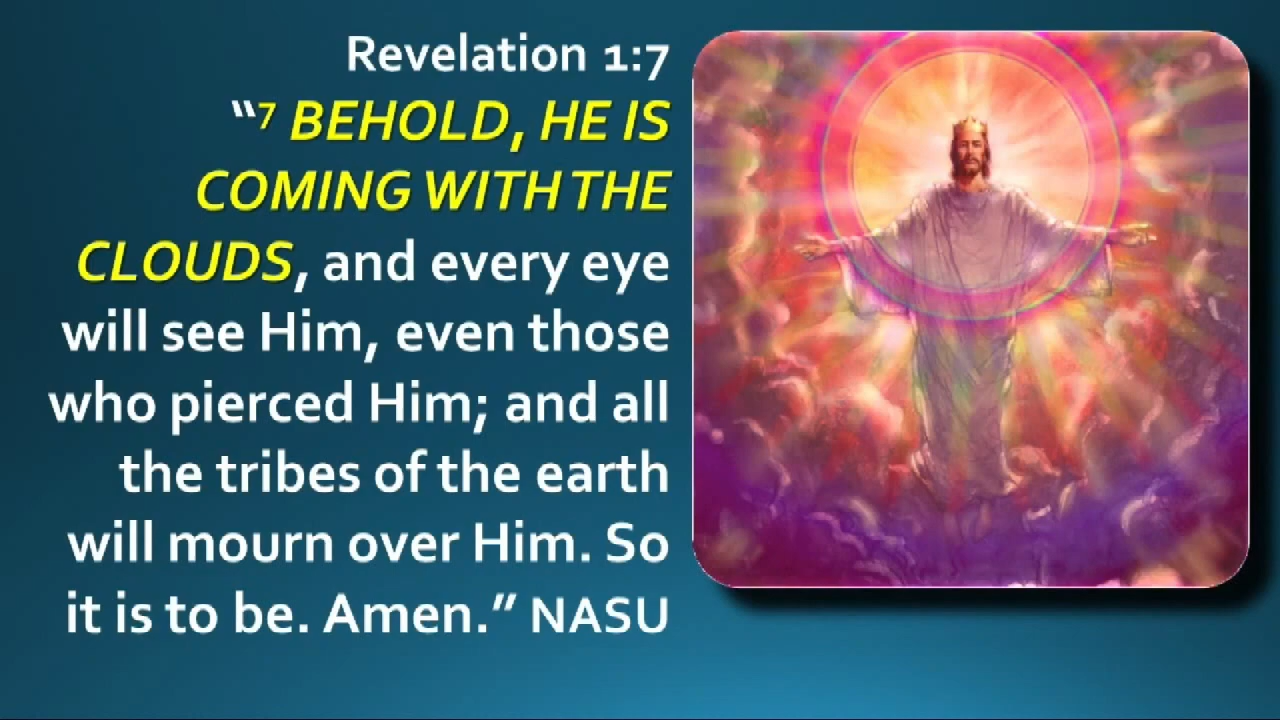 Revelation 1:7
“⁷ BEHOLD, HE IS
COMING WITH THE
CLOUDS, and every eye
will see Him, even those
who pierced Him; and all
the tribes of the earth
will mourn over Him. So
it is to be. Amen.” NASU